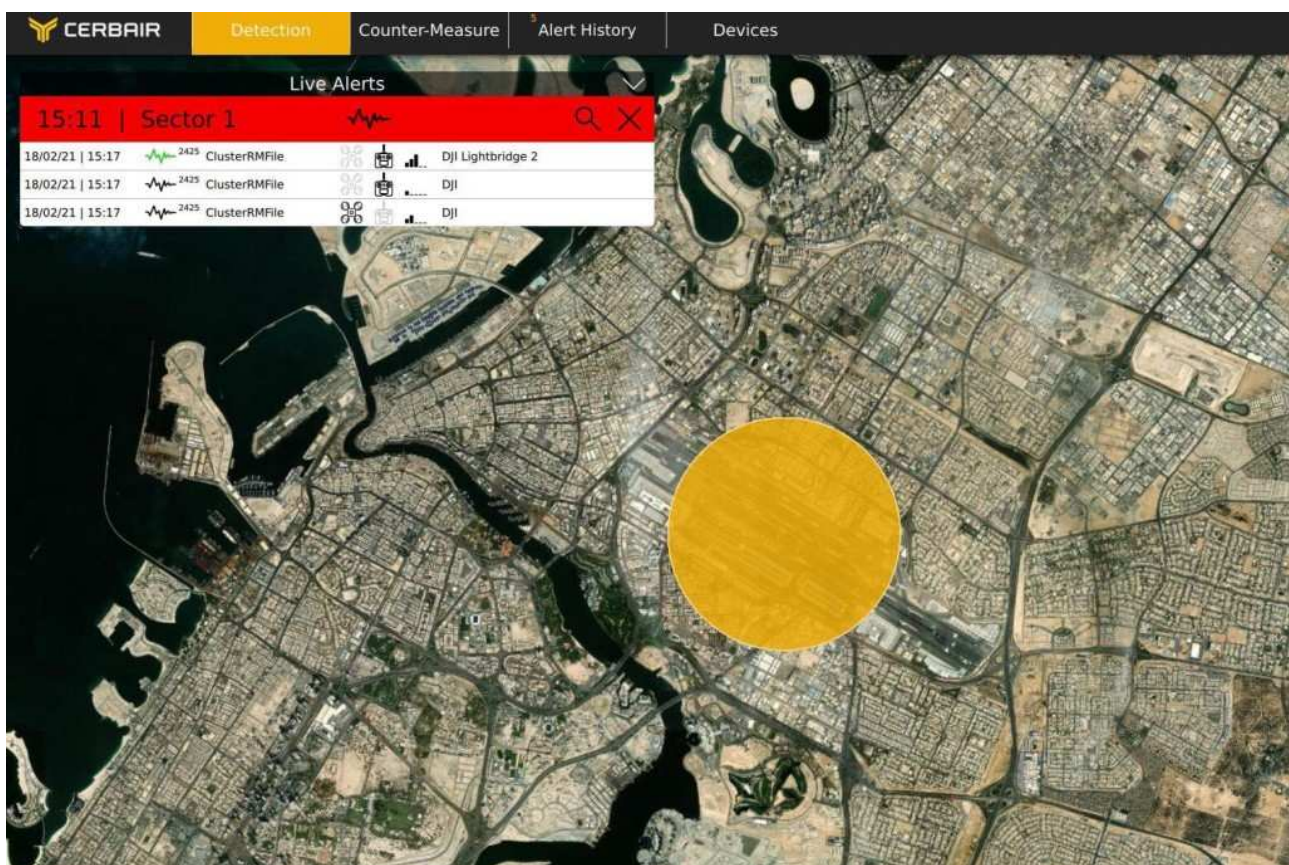 CERBAIR Detection Counter-Measure 5 Alert History Devices
Live Alerts
15:11 | Sector 1
18/02/21 | 15:17 2425 ClusterRMFile DJI Lightbridge 2
18/02/21 | 15:17 2425 ClusterRMFile DJI
18/02/21 | 15:17 2425 ClusterRMFile DJI